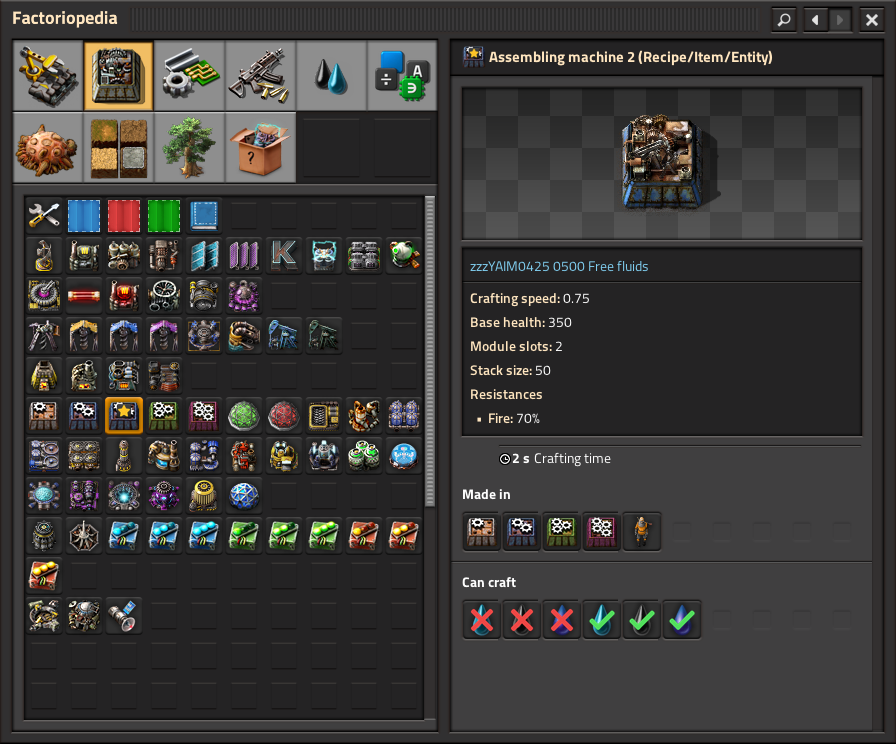 Factoriopedia
Assembling machine 2 (Recipe/Item/Entity)
zzzYAIM0425 0500 Free fluids
Crafting speed: 0.75
Base health: 350
Module slots: 2
Stack size: 50
Resistances
▪ Fire: 70%
2 s Crafting time
Made in
Can craft